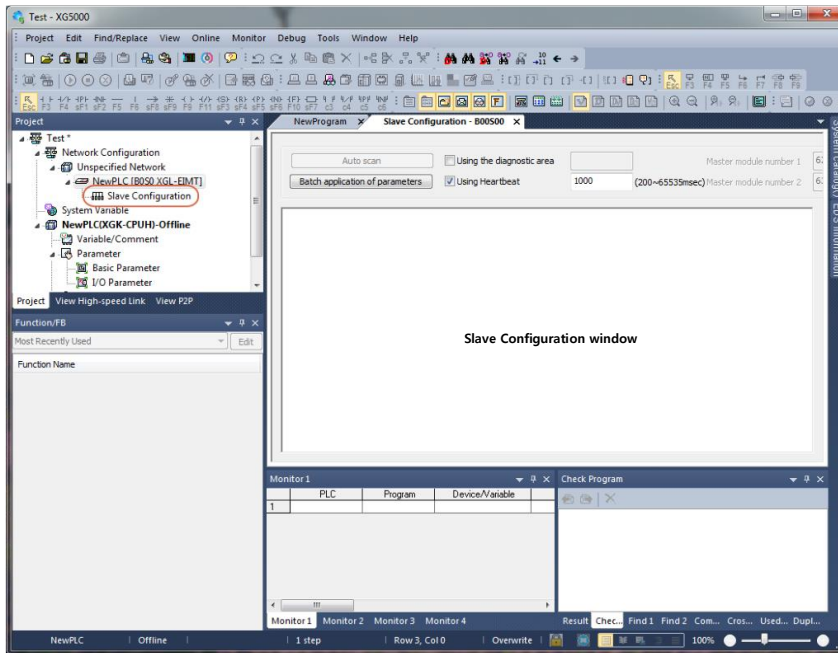 Test - XG5000
Project Edit Find/Replace View Online Monitor Debug Tools Window Help
Project
NewProgram Slave Configuration - B00S00
Test *
Network Configuration
Unspecified Network
NewPLC [B0S0 XGL-EIMT]
Slave Configuration
System Variable
NewPLC(XGK-CPUH)-Offline
Variable/Comment
Parameter
Basic Parameter
I/O Parameter
Project View High-speed Link View P2P
Auto scan Using the diagnostic area Master module number 1
Batch application of parameters Using Heartbeat 1000 (200~65535msec) Master module number 2
Slave Configuration window
Function/FB
Most Recently Used Edit
Function Name
Monitor 1
PLC Program Device/Variable
1
Monitor 1 Monitor 2 Monitor 3 Monitor 4
Check Program
Result Chec... Find 1 Find 2 Com... Cros... Used... Dupl...
NewPLC Offline 1 step Row 3, Col 0 Overwrite 100%